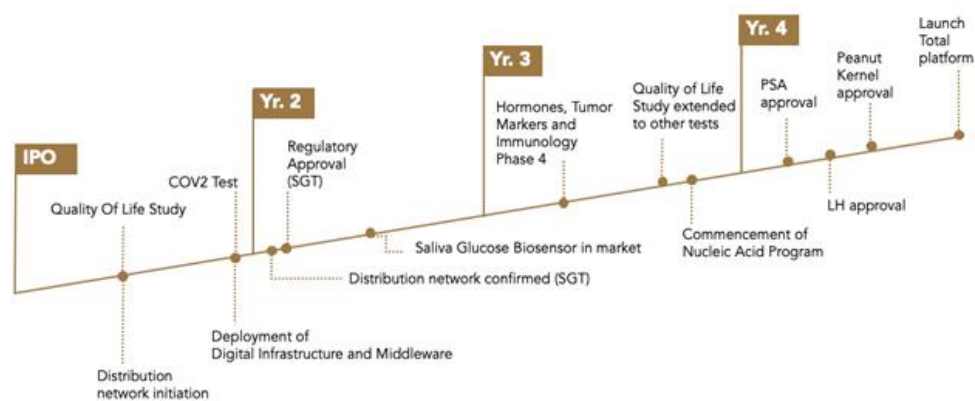 IPO
Quality Of Life Study
Distribution
network initiation
COV2 Test
Deployment of
Digital Infrastructure and Middleware
Yr. 2
Regulatory
Approval
(SGT)
Distribution network confirmed (SGT)
Saliva Glucose Biosensor in market
Yr. 3
Hormones, Tumor
Markers and
Immunology
Phase 4
Quality of Life
Study extended
to other tests
Commencement of
Nucleic Acid Program
Yr. 4
PSA
approval
LH approval
Peanut
Kernel
approval
Launch
Total
platform